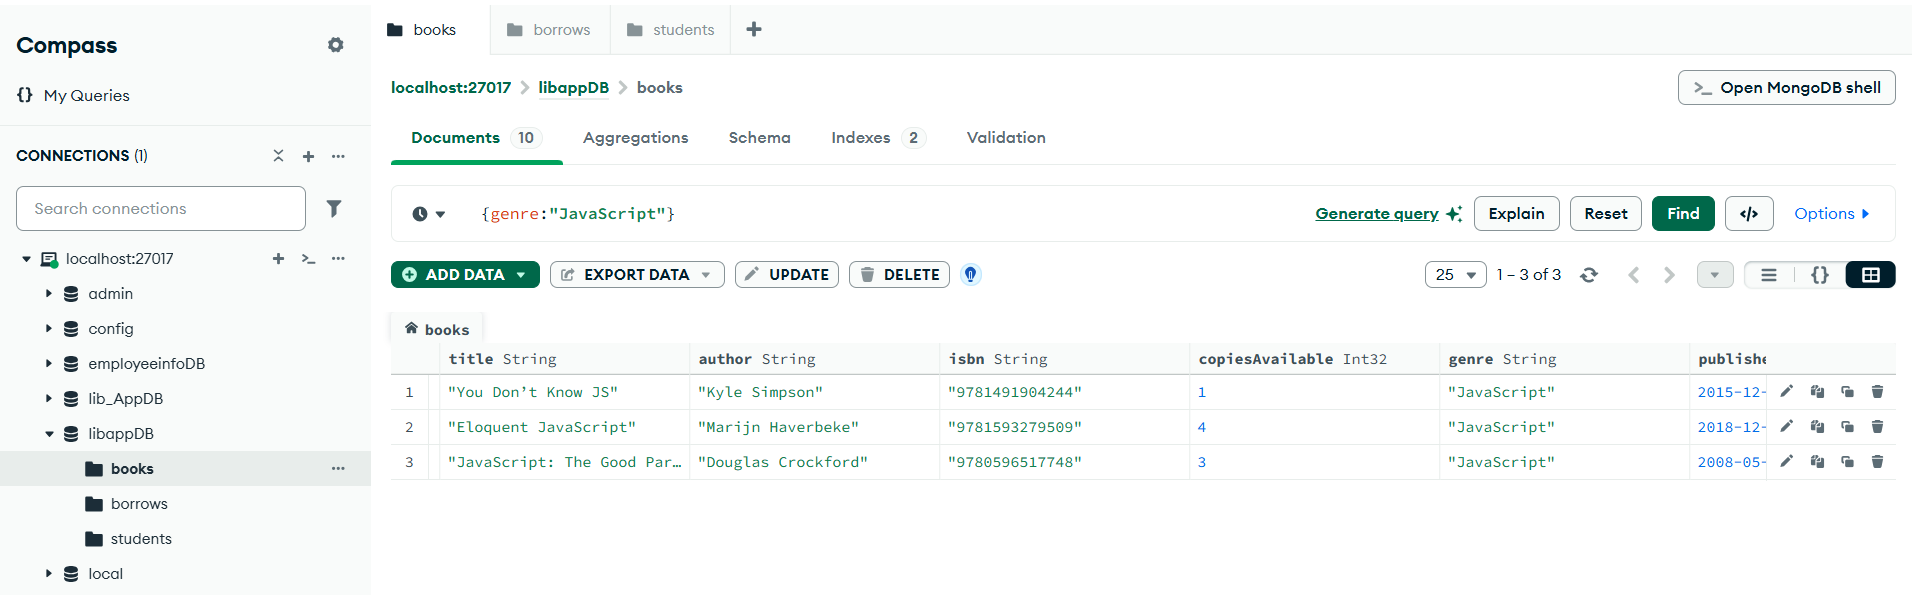 Compass
My Queries
CONNECTIONS (1)
Search connections
localhost:27017
admin
config
employeeinfoDB
lib_AppDB
libappDB
books
borrows
students
local
books borrows students
localhost:27017 > libappDB > books
>_ Open MongoDB shell
Documents 10 Aggregations Schema Indexes 2 Validation
{genre:"JavaScript"}
Generate query Explain Reset Find </> Options
ADD DATA EXPORT DATA UPDATE DELETE 25 1 – 3 of 3 {}
books
title String author String isbn String copiesAvailable Int32 genre String publishe
1 "You Don’t Know JS" "Kyle Simpson" "9781491904244" 1 "JavaScript" 2015-12-
2 "Eloquent JavaScript" "Marijn Haverbeke" "9781593279509" 4 "JavaScript" 2018-12-
3 "JavaScript: The Good Par… "Douglas Crockford" "9780596517748" 3 "JavaScript" 2008-05-